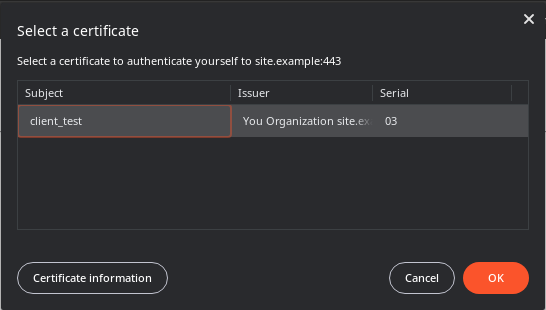 Select a certificate
Select a certificate to authenticate yourself to site.example:443
Subject Issuer Serial
client_test You Organization site.ex 03
Certificate information Cancel OK